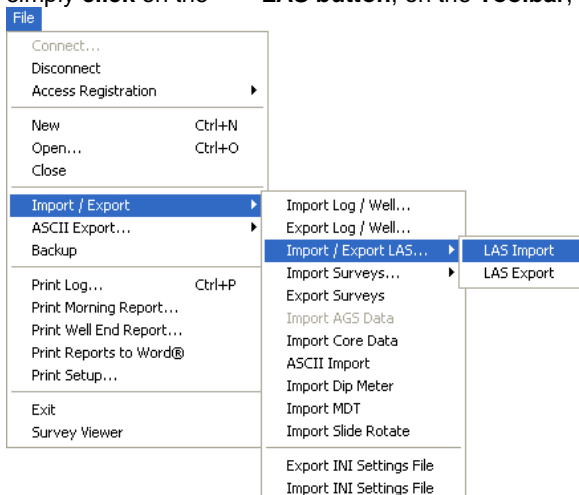 simply click on the LAS button, on the Toolbar,
File
Connect...
Disconnect
Access Registration
New Ctrl+N
Open... Ctrl+O
Close
Import / Export
ASCII Export...
Backup
Print Log... Ctrl+P
Print Morning Report...
Print Well End Report...
Print Reports to Word®
Print Setup...
Exit
Survey Viewer
Import Log / Well...
Export Log / Well...
Import / Export LAS...
Import Surveys...
Export Surveys
Import AGS Data
Import Core Data
ASCII Import
Import Dip Meter
Import MDT
Import Slide Rotate
Export INI Settings File
Import INI Settings File
LAS Import
LAS Export